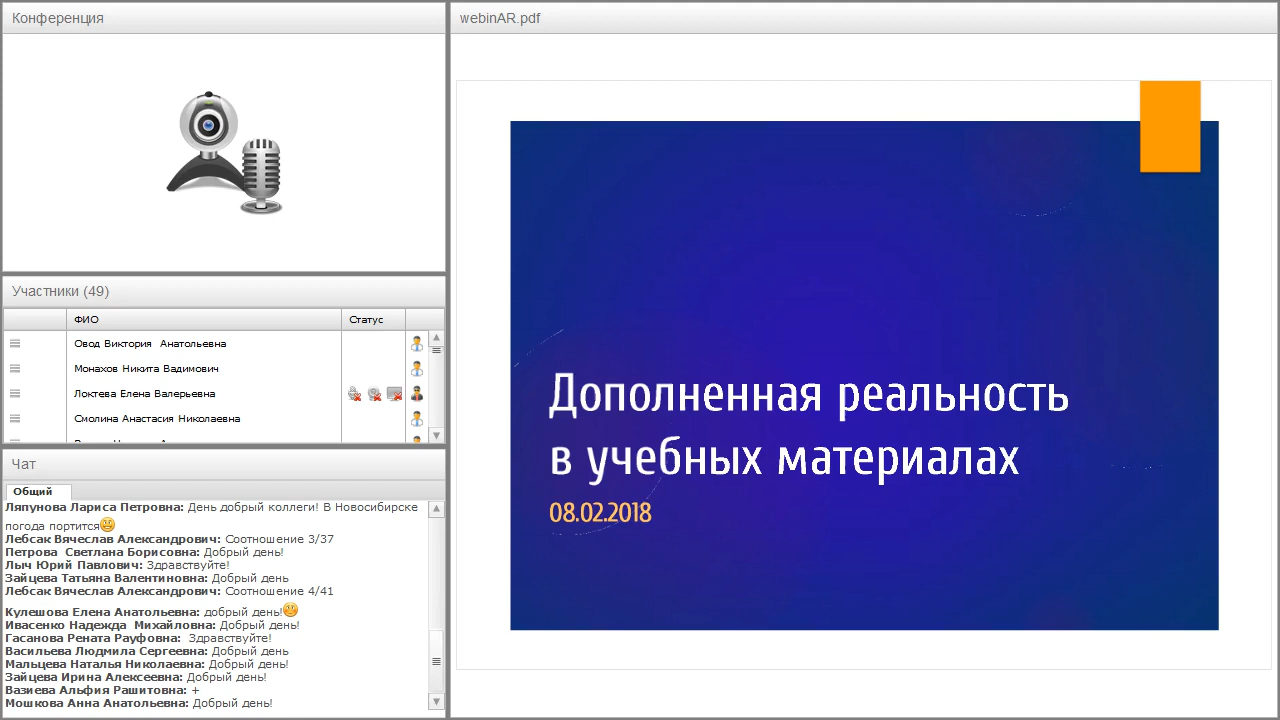 Конференция
Участники (49)
ФИО
Статус
Овод Виктория Анатольевна
Монахов Никита Вадимович
Локтева Елена Валерьевна
Смолина Анастасия Николаевна
Чат
Общий
Ляпунова Лариса Петровна: День добрый коллеги! В Новосибирске
погода портится
Лебсак Вячеслав Александрович: Соотношение 3/37
Петрова Светлана Борисовна: Добрый день!
Лыч Юрий Павлович: Здравствуйте!
Зайцева Татьяна Валентиновна: Добрый день
Лебсак Вячеслав Александрович: Соотношение 4/41
Кулешова Елена Анатольевна: добрый день!
Ивасенко Надежда Михайловна: Добрый день!
Гасанова Рената Рауфовна: Здравствуйте!
Васильева Людмила Сергеевна: Добрый день
Мальцева Наталья Николаевна: Добрый день!
Зайцева Ирина Алексеевна: Добрый день!
Вазиева Альфия Рашитовна: +
Мошкова Анна Анатольевна: Добрый день!
webinAR.pdf
Дополненная реальность
в учебных материалах
08.02.2018